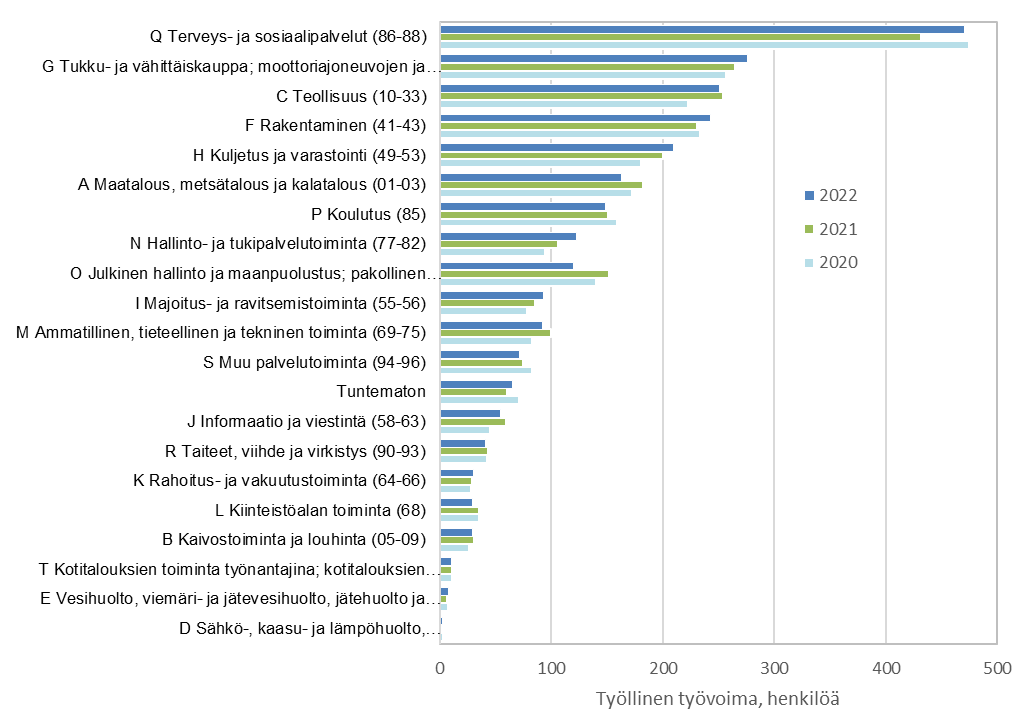 Q Terveys- ja sosiaalipalvelut (86-88)
G Tukku- ja vähittäiskauppa; moottoriajoneuvojen ja…
C Teollisuus (10-33)
F Rakentaminen (41-43)
H Kuljetus ja varastointi (49-53)
A Maatalous, metsätalous ja kalatalous (01-03)
P Koulutus (85)
N Hallinto- ja tukipalvelutoiminta (77-82)
O Julkinen hallinto ja maanpuolustus; pakollinen…
I Majoitus- ja ravitsemistoiminta (55-56)
M Ammatillinen, tieteellinen ja tekninen toiminta (69-75)
S Muu palvelutoiminta (94-96)
Tuntematon
J Informaatio ja viestintä (58-63)
R Taiteet, viihde ja virkistys (90-93)
K Rahoitus- ja vakuutustoiminta (64-66)
L Kiinteistöalan toiminta (68)
B Kaivostoiminta ja louhinta (05-09)
T Kotitalouksien toiminta työnantajina; kotitalouksien…
E Vesihuolto, viemäri- ja jätevesihuolto, jätehuolto ja…
D Sähkö-, kaasu- ja lämpöhuolto,…
2022
2021
2020
0 100 200 300 400 500
Työllinen työvoima, henkilöä